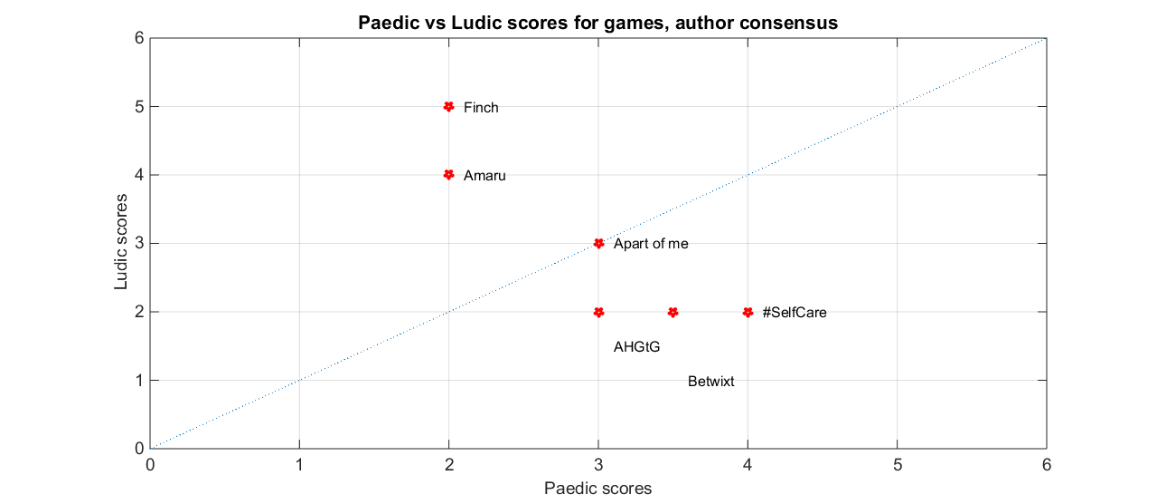 Paedic vs Ludic scores for games, author consensus
6
5
Finch
4
Amaru
Ludic scores
3
Apart of me
2
#SelfCare
AHGtG
1
Betwixt
0
0 1 2 3 4 5 6
Paedic scores